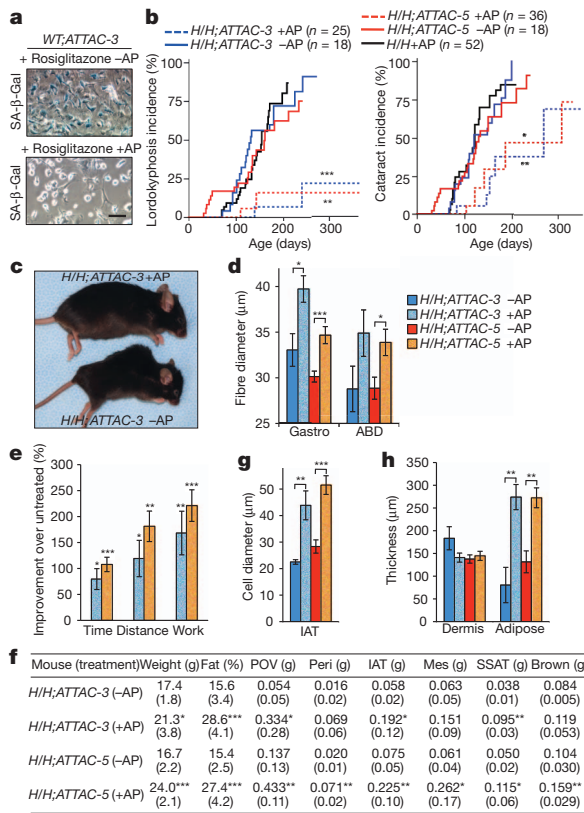 a
WT;ATTAC-3
+ Rosiglitazone –AP
SA-β-Gal
+ Rosiglitazone +AP
SA-β-Gal
b
H/H;ATTAC-3 +AP (n = 25)
H/H;ATTAC-3 –AP (n = 18)
H/H;ATTAC-5 +AP (n = 36)
H/H;ATTAC-5 –AP (n = 18)
H/H+AP (n = 52)
Lordokyphosis incidence (%)
100
75
50
25
0
***
**
0 100 200 300
Age (days)
Cataract incidence (%)
100
75
50
25
0
*
**
0 100 200 300
Age (days)
c
H/H;ATTAC-3 +AP
H/H;ATTAC-3 –AP
d
Fibre diameter (μm)
40
35
30
25
* *** *
Gastro ABD
H/H;ATTAC-3 –AP
H/H;ATTAC-3 +AP
H/H;ATTAC-5 –AP
H/H;ATTAC-5 +AP
e
Improvement over untreated (%)
300
250
200
150
100
50
0
* *** * ** ** ***
Time Distance Work
g
Cell diameter (μm)
60
50
40
30
20
10
0
** ***
IAT
h
Thickness (μm)
350
300
250
200
150
100
50
0
** **
Dermis Adipose
f
Mouse (treatment) Weight (g) Fat (%) POV (g) Peri (g) IAT (g) Mes (g) SSAT (g) Brown (g)
H/H;ATTAC-3 (–AP) 17.4 15.6 0.054 0.016 0.058 0.063 0.038 0.084
(1.8) (3.4) (0.05) (0.02) (0.02) (0.05) (0.01) (0.005)
H/H;ATTAC-3 (+AP) 21.3* 28.6*** 0.334* 0.069 0.192* 0.151 0.095** 0.119
(3.8) (4.1) (0.28) (0.06) (0.12) (0.09) (0.03) (0.053)
H/H;ATTAC-5 (–AP) 16.7 15.4 0.137 0.020 0.075 0.061 0.050 0.104
(2.2) (2.5) (0.13) (0.01) (0.05) (0.04) (0.02) (0.030)
H/H;ATTAC-5 (+AP) 24.0*** 27.4*** 0.433** 0.071** 0.225** 0.262* 0.115* 0.159**
(2.1) (4.2) (0.11) (0.02) (0.10) (0.17) (0.06) (0.029)